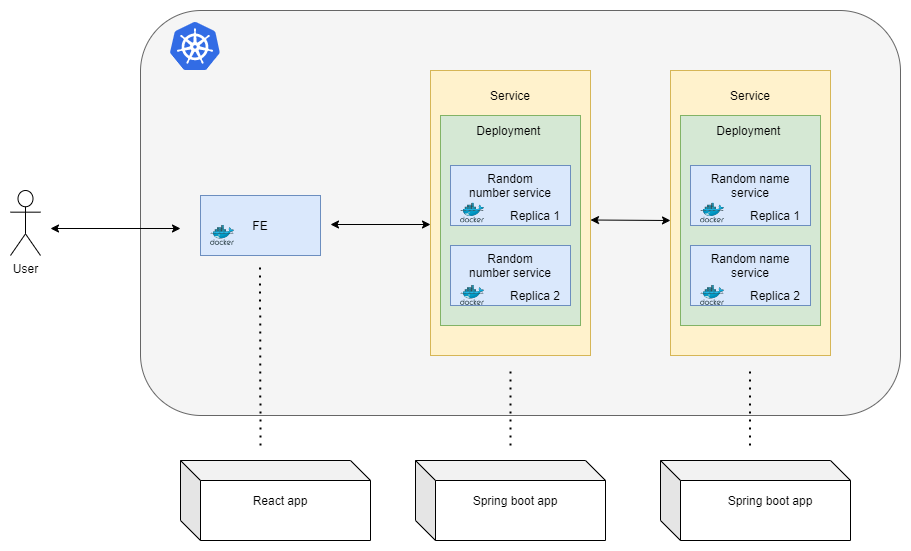 Service
Service
Deployment
Deployment
Random
number service
docker
Replica 1
Random name
service
docker
Replica 1
FE
docker
User
Random
number service
docker
Replica 2
Random name
service
docker
Replica 2
React app
Spring boot app
Spring boot app